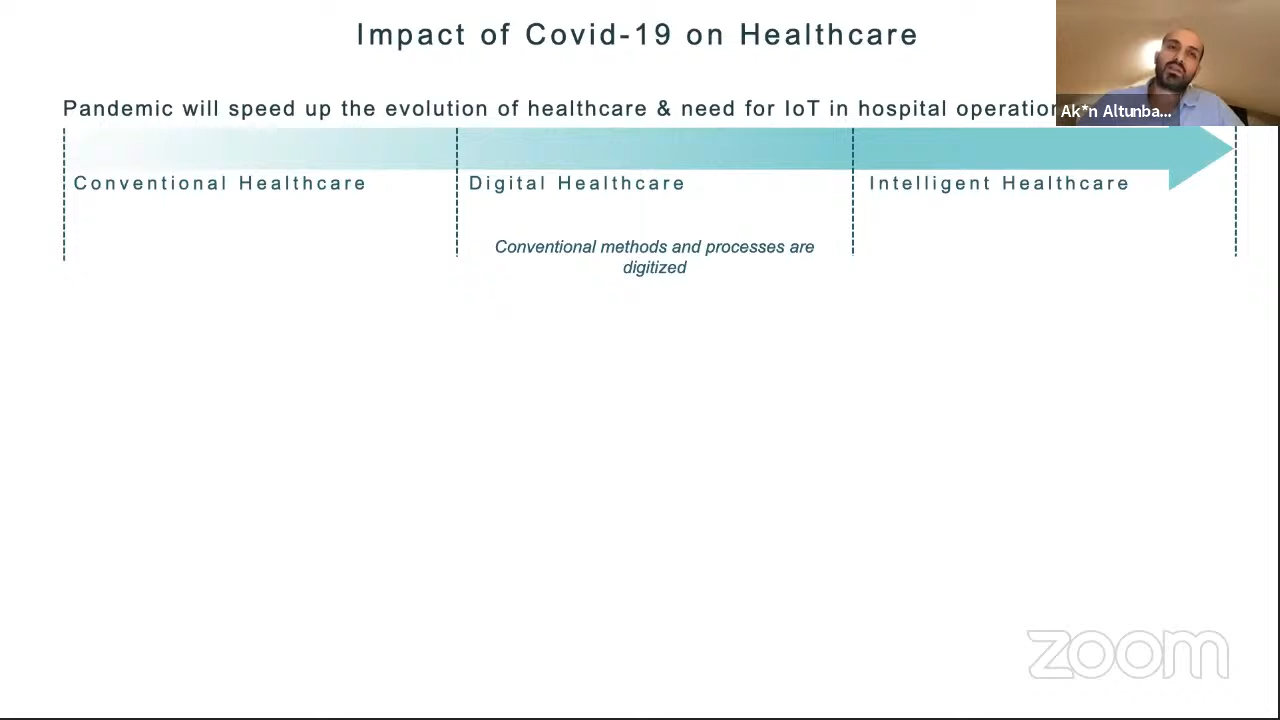 Impact of Covid-19 on Healthcare
Pandemic will speed up the evolution of healthcare & need for IoT in hospital operation
Ak*n Altunba...
Conventional Healthcare
Digital Healthcare
Intelligent Healthcare
Conventional methods and processes are
digitized
zoom